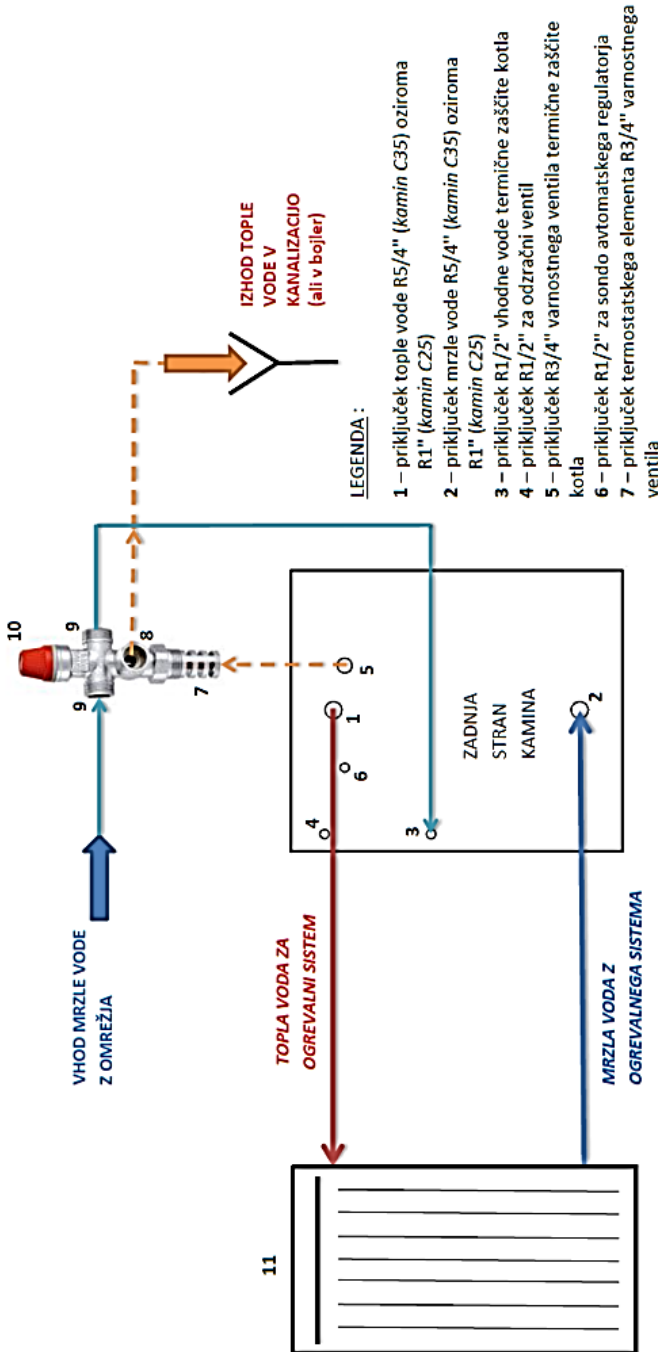 VHOD MRZLE VODE
Z OMREŽJA
10
9
9
8
7
IZHOD TOPLE
VODE V
KANALIZACIJO
(ali v bojler)
TOPLA VODA ZA
OGREVALNI SISTEM
4
6
1
5
3
ZADNJA
STRAN
KAMINA
2
11
MRZLA VODA Z
OGREVALNEGA SISTEMA
LEGENDA :
1 – priključek tople vode R5/4'' (kamin C35) oziroma
R1'' (kamin C25)
2 – priključek mrzle vode R5/4'' (kamin C35) oziroma
R1'' (kamin C25)
3 – priključek R1/2'' vhodne vode termične zaščite kotla
4 – priključek R1/2'' za odzračni ventil
5 – priključek R3/4'' varnostnega ventila termične zaščite
kotla
6 – priključek R1/2'' za sondo avtomatskega regulatorja
7 – priključek termostatskega elementa R3/4'' varnostnega
ventila